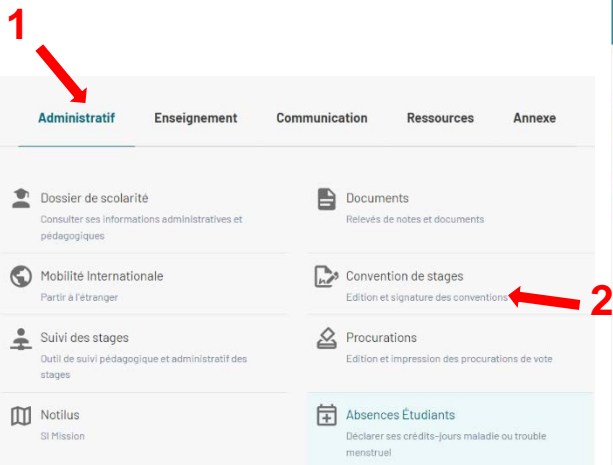 1
Administratif Enseignement Communication Ressources Annexe
Dossier de scolarité
Consulter ses informations administratives et
pédagogiques
Documents
Relevés de notes et documents
Mobilité Internationale
Partir à l'étranger
Convention de stages
Edition et signature des conventions
2
Suivi des stages
Outil de suivi pédagogique et administratif des
stages
Procurations
Edition et impression des procurations de vote
Notilus
SI Mission
Absences Étudiants
Déclarer ses crédits-jours maladie ou trouble
menstruel